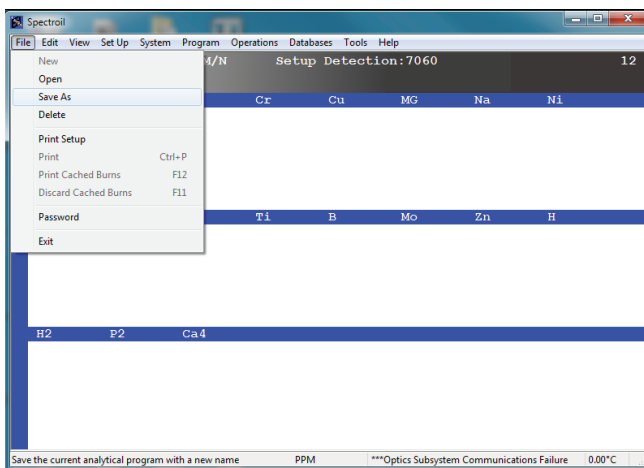 Spectroil
File Edit View Set Up System Program Operations Databases Tools Help
M/N Setup Detection:7060 12
New
Open
Save As
Delete
Print Setup
Print Ctrl+P
Print Cached Burns F12
Discard Cached Burns F11
Password
Exit
Cr Cu MG Na Ni
Ti B Mo Zn H
H2 P2 Ca4
Save the current analytical program with a new name PPM ***Optics Subsystem Communications Failure 0.00°C